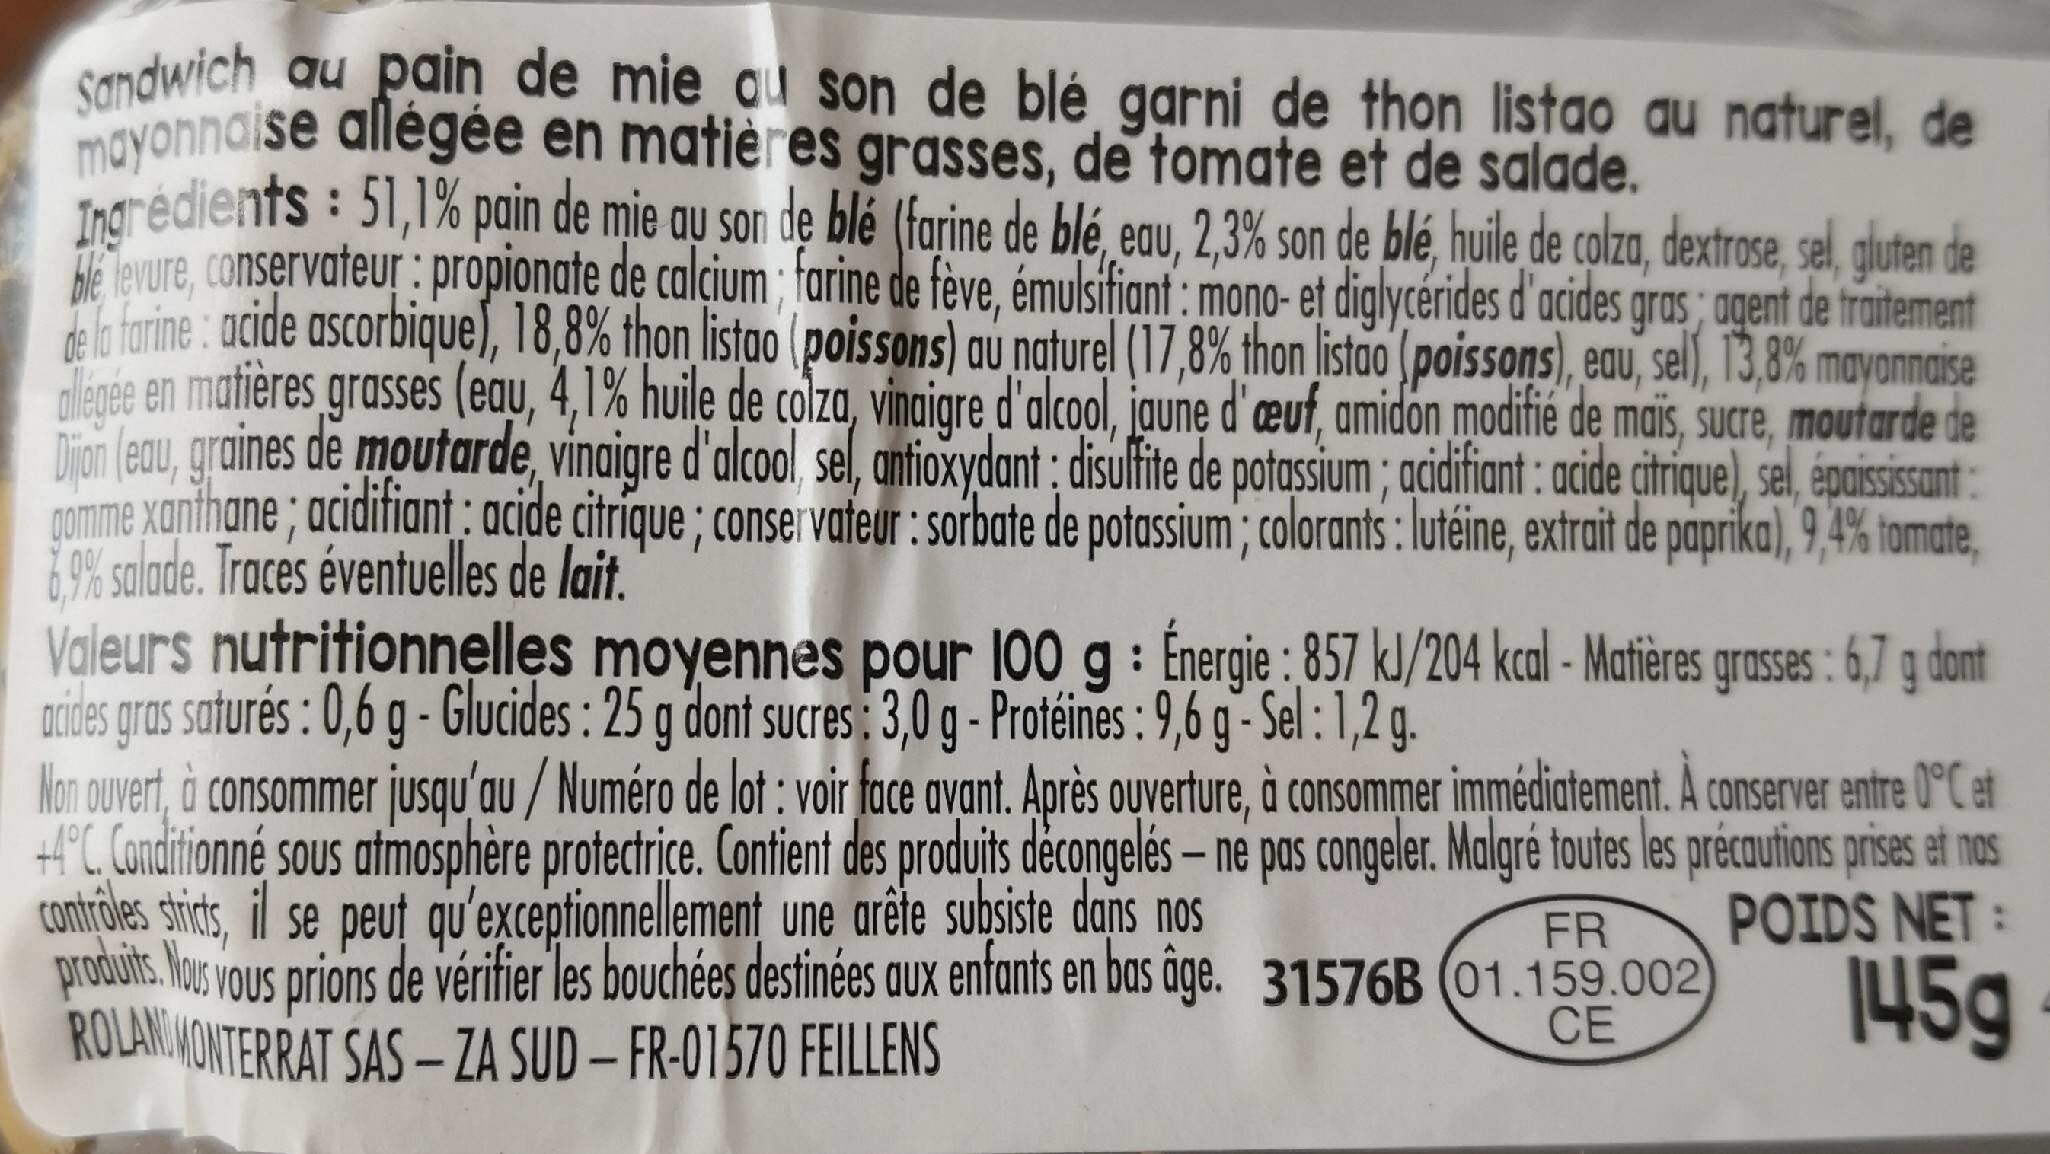 Sandwich au pain de mie au son de blé garni de thon listao au naturel, de
mayonnaise allégée en matières grasses, de tomate et de salade.
Ingrédients : 51,1% pain de mie au son de blé (farine de blé, eau, 2,3% son de blé, huile de colza, dextrose, sel, gluten de
blé, levure, conservateur : propionate de calcium ; farine de fève, émulsifiant : mono- et diglycérides d'acides gras ; agent de traitement
de la farine : acide ascorbique), 18,8% thon listao (poissons) au naturel (17,8% thon listao (poissons), eau, sel), 13,8% mayonnaise
allégée en matières grasses (eau, 4,1% huile de colza, vinaigre d'alcool, jaune d'œuf, amidon modifié de maïs, sucre, moutarde de
Dijon (eau, graines de moutarde, vinaigre d'alcool, sel, antioxydant : disulfite de potassium ; acidifiant : acide citrique), sel, épaississant :
gomme xanthane ; acidifiant : acide citrique ; conservateur : sorbate de potassium ; colorants : lutéine, extrait de paprika), 9,4% tomate,
6,9% salade. Traces éventuelles de lait.
Valeurs nutritionnelles moyennes pour 100 g : Énergie : 857 kJ/204 kcal - Matières grasses : 6,7 g dont
acides gras saturés : 0,6 g - Glucides : 25 g dont sucres : 3,0 g - Protéines : 9,6 g - Sel : 1,2 g.
Non ouvert, à consommer jusqu'au / Numéro de lot : voir face avant. Après ouverture, à consommer immédiatement. À conserver entre 0°C et
+4°C. Conditionné sous atmosphère protectrice. Contient des produits décongelés – ne pas congeler. Malgré toutes les précautions prises et nos
contrôles stricts, il se peut qu'exceptionnellement une arête subsiste dans nos
produits. Nous vous prions de vérifier les bouchées destinées aux enfants en bas âge.
ROLAND MONTERRAT SAS – ZA SUD – FR-01570 FEILLENS
31576B
FR
01.159.002
CE
POIDS NET :
145g